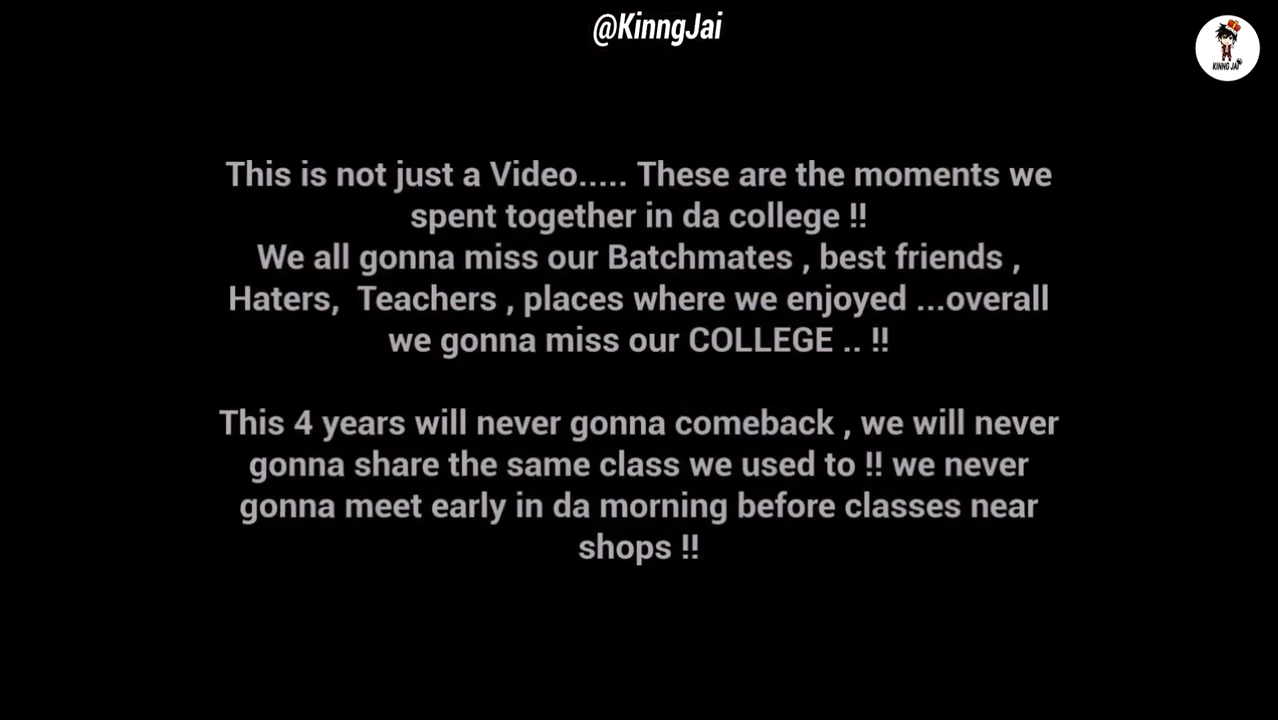 @KinngJai
KINNG JAI
This is not just a Video..... These are the moments we
spent together in da college !!
We all gonna miss our Batchmates , best friends ,
Haters,  Teachers , places where we enjoyed ...overall
we gonna miss our COLLEGE .. !!
This 4 years will never gonna comeback , we will never
gonna share the same class we used to !! we never
gonna meet early in da morning before classes near
shops !!